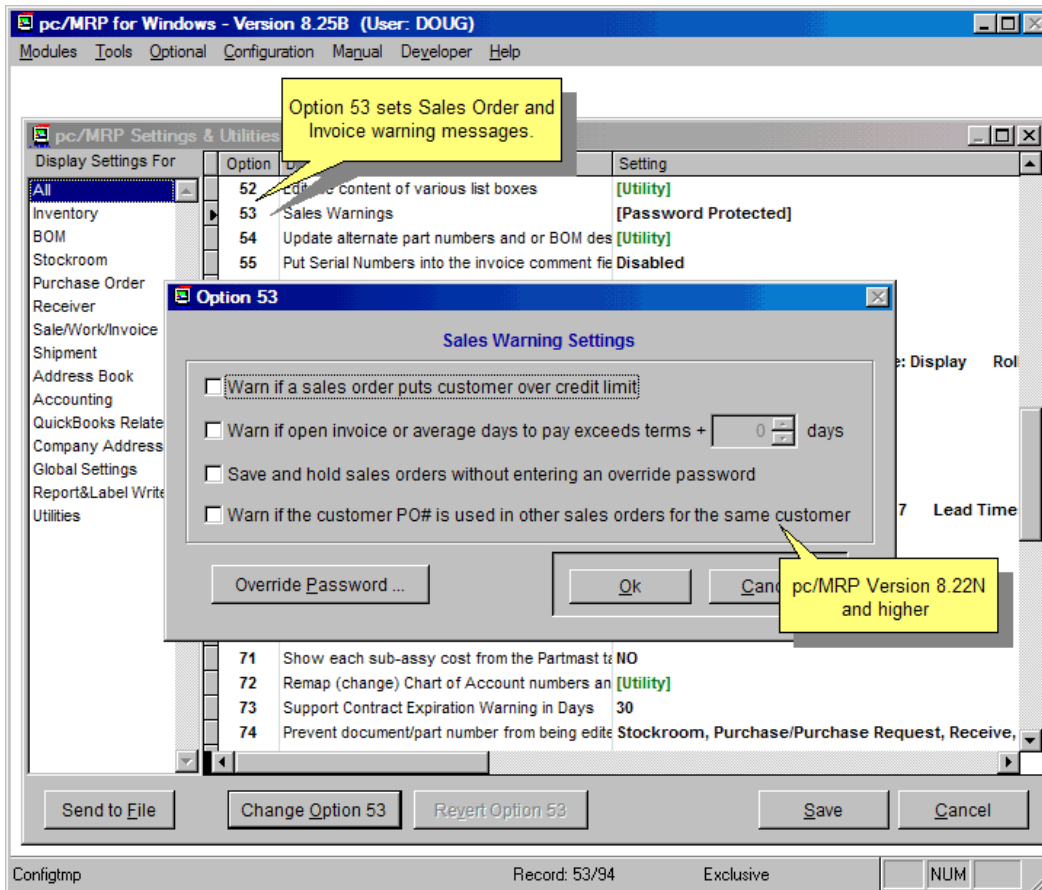 pc/MRP for Windows - Version 8.25B (User: DOUG)
Modules Tools Optional Configuration Manual Developer Help
Option 53 sets Sales Order and
Invoice warning messages.
pc/MRP Settings & Utilities
Display Settings For
Option
Setting
All
Inventory
BOM
Stockroom
Purchase Order
Receiver
Sale/Work/Invoice
Shipment
Address Book
Accounting
QuickBooks Relate
Company Address
Global Settings
Report&Label Write
Utilities
52 content of various list boxes [Utility]
53 Sales Warnings [Password Protected]
54 Update alternate part numbers and or BOM des [Utility]
55 Put Serial Numbers into the invoice comment fie Disabled
e: Display Rol
7 Lead Time
Option 53
Sales Warning Settings
Warn if a sales order puts customer over credit limit
Warn if open invoice or average days to pay exceeds terms + 0 days
Save and hold sales orders without entering an override password
Warn if the customer PO# is used in other sales orders for the same customer
Override Password ...
Ok
Canc
pc/MRP Version 8.22N
and higher
71 Show each sub-assy cost from the Partmast ta NO
72 Remap (change) Chart of Account numbers an [Utility]
73 Support Contract Expiration Warning in Days 30
74 Prevent document/part number from being edite Stockroom, Purchase/Purchase Request, Receive,
Send to File
Change Option 53
Revert Option 53
Save
Cancel
Configtmp Record: 53/94 Exclusive NUM